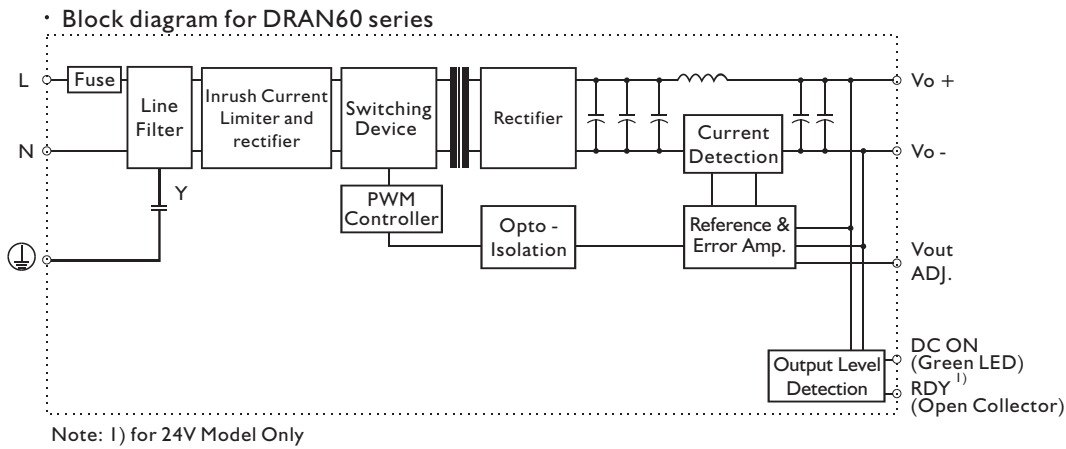 · Block diagram for DRAN60 series
L
Fuse
Line
Filter
Inrush Current
Limiter and
rectifier
Switching
Device
Rectifier
Current
Detection
Vo +
N
Vo -
Y
PWM
Controller
Opto -
Isolation
Reference &
Error Amp.
Vout
ADJ.
Output Level
Detection
DC ON
(Green LED)
RDY 1)
(Open Collector)
Note: 1) for 24V Model Only